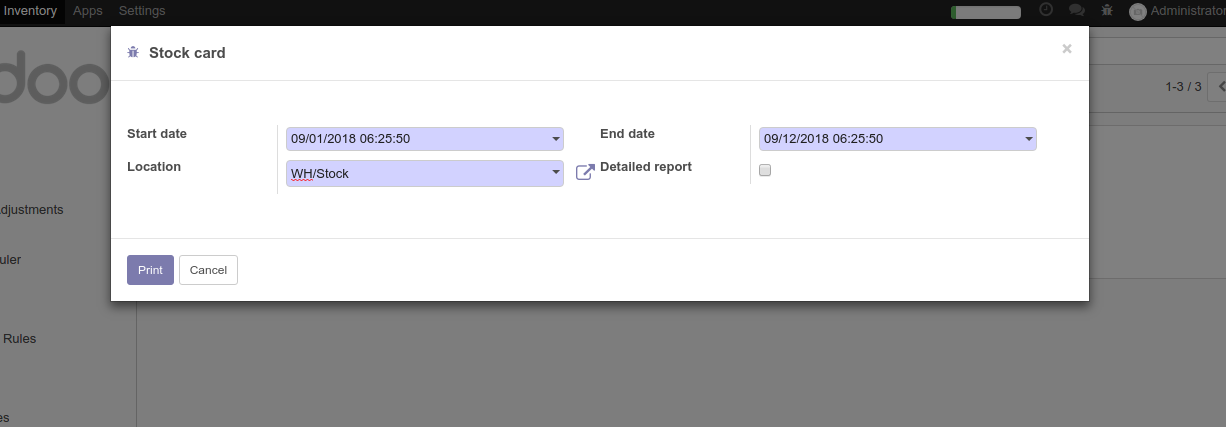 Inventory Apps Settings
Administrator
Stock card
×
1-3 / 3
Start date
09/01/2018 06:25:50
End date
09/12/2018 06:25:50
Location
WH/Stock
Detailed report
djustments
uler
Print
Cancel
Rules
es
doo